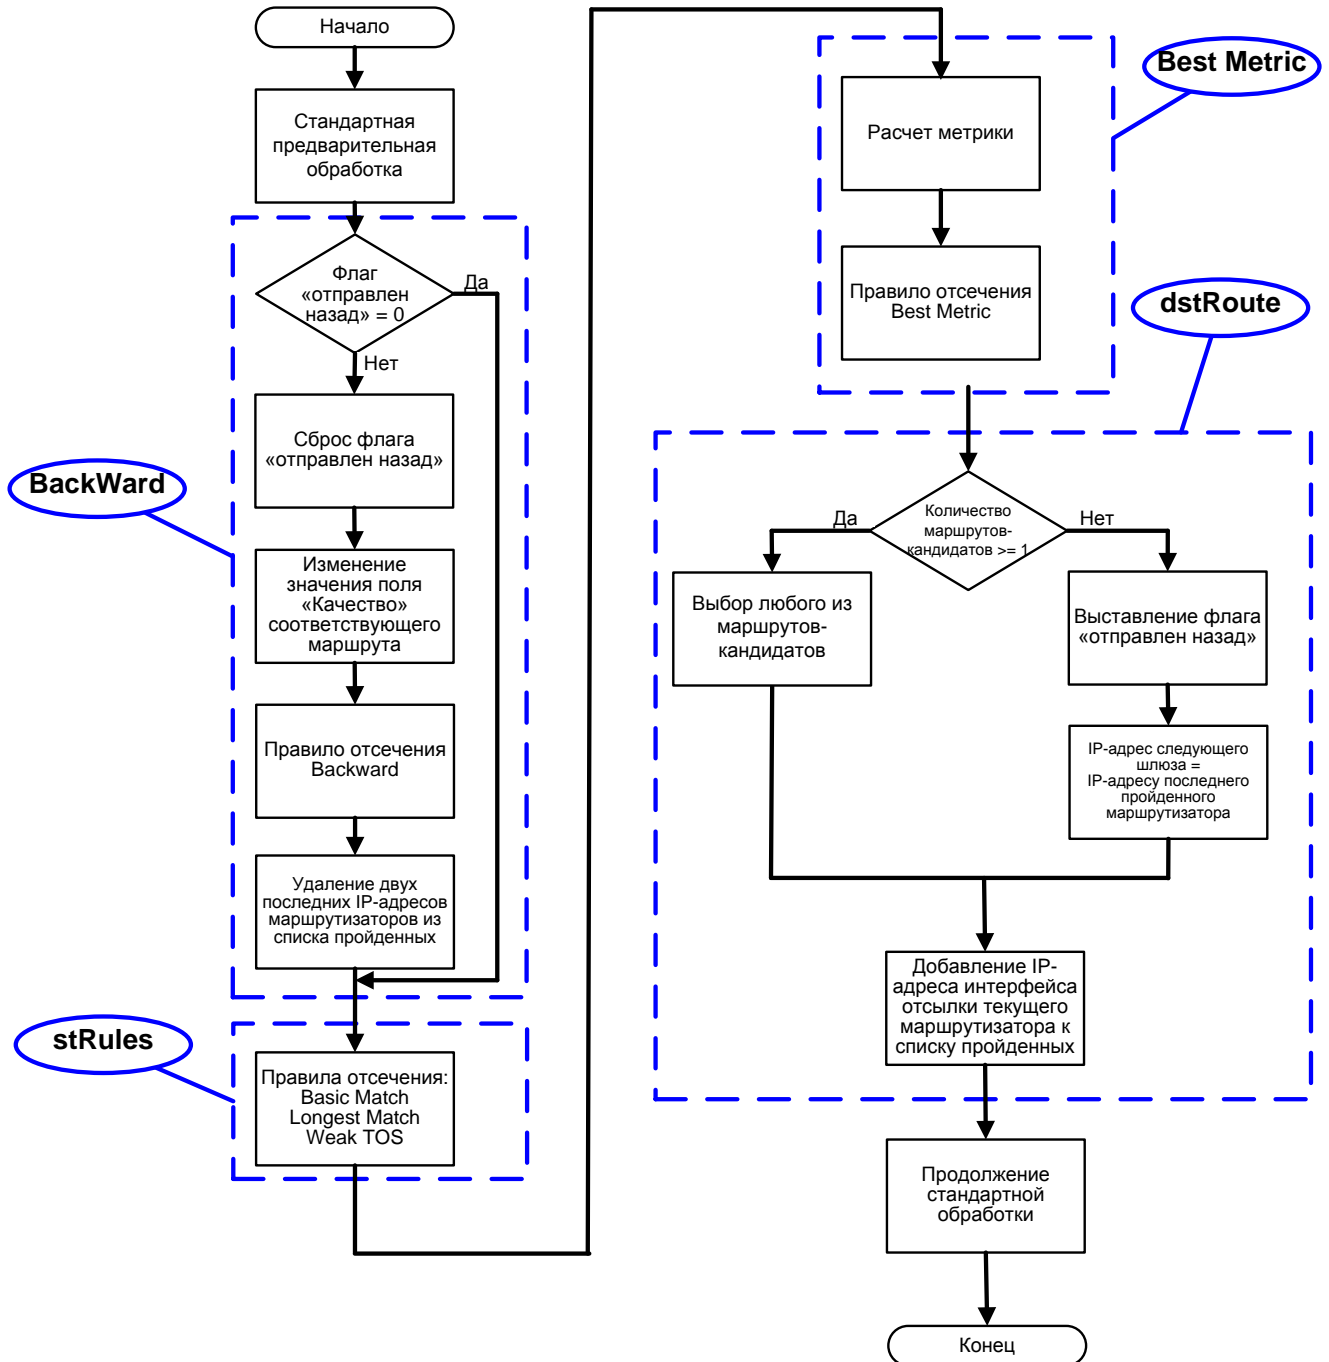 Начало
Стандартная
предварительная
обработка
Флаг
«отправлен
назад» = 0
Да
Нет
Сброс флага
«отправлен назад»
BackWard
Изменение
значения поля
«Качество»
соответствующего
маршрута
Правило отсечения
Backward
Удаление двух
последних IP-адресов
маршрутизаторов из
списка пройденных
stRules
Правила отсечения:
Basic Match
Longest Match
Weak TOS
Best Metric
Расчет метрики
Правило отсечения
Best Metric
dstRoute
Количество
маршрутов-
кандидатов >= 1
Да
Нет
Выбор любого из
маршрутов-
кандидатов
Выставление флага
«отправлен назад»
IP-адрес следующего
шлюза =
IP-адресу последнего
пройденного
маршрутизатора
Добавление IP-
адреса интерфейса
отсылки текущего
маршрутизатора к
списку пройденных
Продолжение
стандартной
обработки
Конец